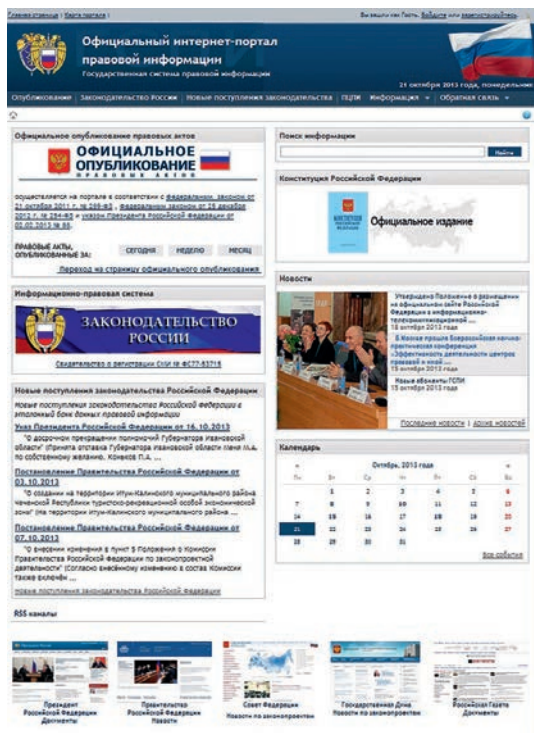 Главная страница | Карта портала |
Вы вошли как Гость. Войдите или зарегистрируйтесь.
Официальный интернет-портал
правовой информации
Государственная система правовой информации
21 октября 2013 года, понедельник
Опубликование Законодательство России Новые поступления законодательства ПЦПИ Информация Обратная связь
Официальное опубликование правовых актов
ОФИЦИАЛЬНОЕ
ОПУБЛИКОВАНИЕ
ПРАВОВЫХ АКТОВ
осуществляется на портале в соответствии с Федеральным законом от
21 октября 2011 г. № 289-ФЗ , Федеральным законом от 25 декабря
2012 г. № 254-ФЗ и указом Президента Российской Федерации от
02.02.2013 № 88.
ПРАВОВЫЕ АКТЫ,
ОПУБЛИКОВАННЫЕ ЗА:
СЕГОДНЯ НЕДЕЛЮ МЕСЯЦ
Переход на страницу официального опубликования
Информационно-правовая система
ЗАКОНОДАТЕЛЬСТВО
РОССИИ
Свидетельство о регистрации СМИ № ФС77-53715
Новые поступления законодательства Российской Федерации
Новые поступления законодательства Российской Федерации в
эталонный банк данных правовой информации
Указ Президента Российской Федерации от 16.10.2013
"О досрочном прекращении полномочий Губернатора Ивановской
области" (Принята отставка Губернатора Ивановской области Меня М.А.
по собственному желанию. Коньков П.А. ...
Постановление Правительства Российской Федерации от
03.10.2013
"О создании на территории Итум-Калинского муниципального района
Чеченской Республики туристско-рекреационной особой экономической
зоны" (На территории Итум-Калинского муниципального района ...
Постановление Правительства Российской Федерации от
07.10.2013
"О внесении изменения в пункт 5 Положения о Комиссии
Правительства Российской Федерации по законопроектной
деятельности" (Согласно внесённому изменению в состав Комиссии
также включён ...
Новые поступления законодательства Российской Федерации
Поиск информации
Найти
Конституция Российской Федерации
КОНСТИТУЦИЯ
Официальное издание
Новости
Утверждено Положение о размещении
на официальном сайте Российской
Федерации в информационно-
телекоммуникационной ...
18 октября 2013 года
В Москве прошла Всероссийская научно-
практическая конференция
«Эффективность деятельности центров
правовой и иной ...
15 октября 2013 года
Новые абоненты ГСПИ
15 октября 2013 года
Последние новости | Архив новостей
Календарь
« Октябрь, 2013 года »
Пн Вт Ср Чт Пт Сб Вс
1 2 3 4 5 6
7 8 9 10 11 12 13
14 15 16 17 18 19 20
21 22 23 24 25 26 27
28 29 30 31
Все события
RSS каналы
Президент
Российской Федерации
Документы
Правительство
Российской Федерации
Новости
Совет Федерации
Новости по законопроектам
Государственная Дума
Новости по законопроектам
Российская Газета
Документы